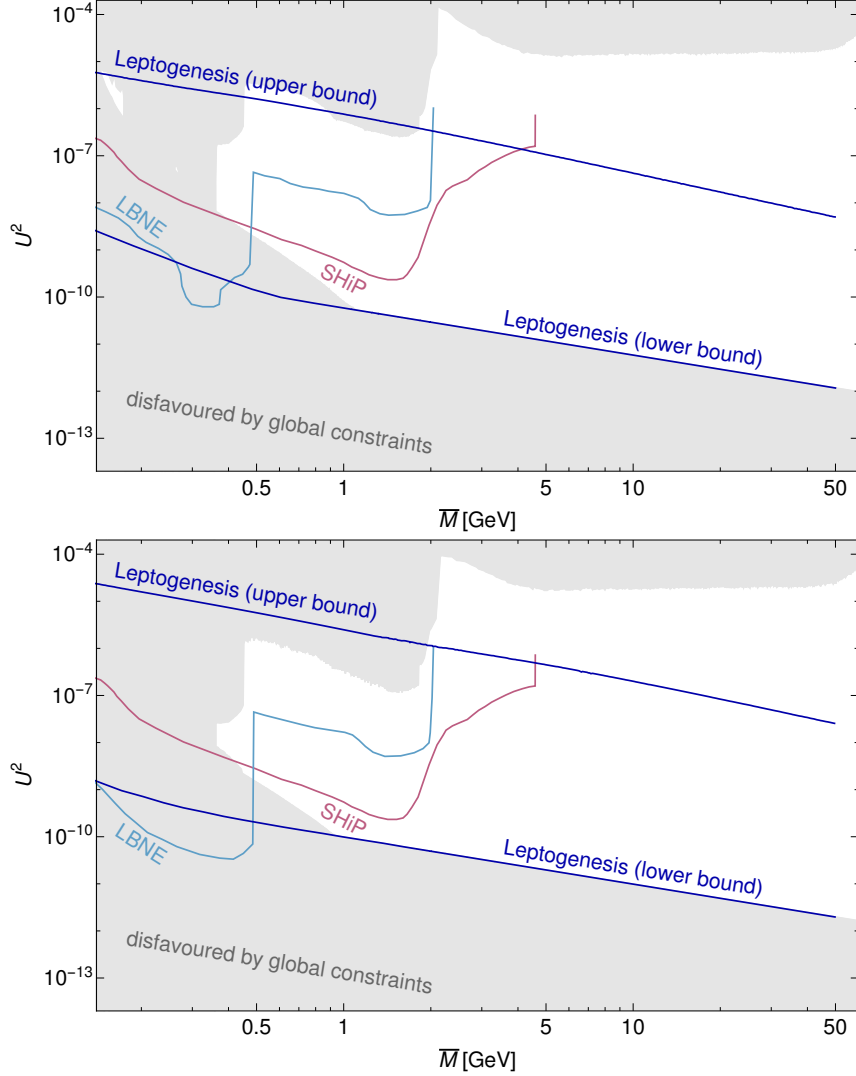 10⁻⁴
Leptogenesis (upper bound)
10⁻⁷
LBNE
U²
SHiP
10⁻¹⁰
Leptogenesis (lower bound)
disfavoured by global constraints
10⁻¹³
0.5 1 5 10 50
M̅ [GeV]
10⁻⁴
Leptogenesis (upper bound)
10⁻⁷
U²
SHiP
10⁻¹⁰
LBNE
Leptogenesis (lower bound)
disfavoured by global constraints
10⁻¹³
0.5 1 5 10 50
M̅ [GeV]